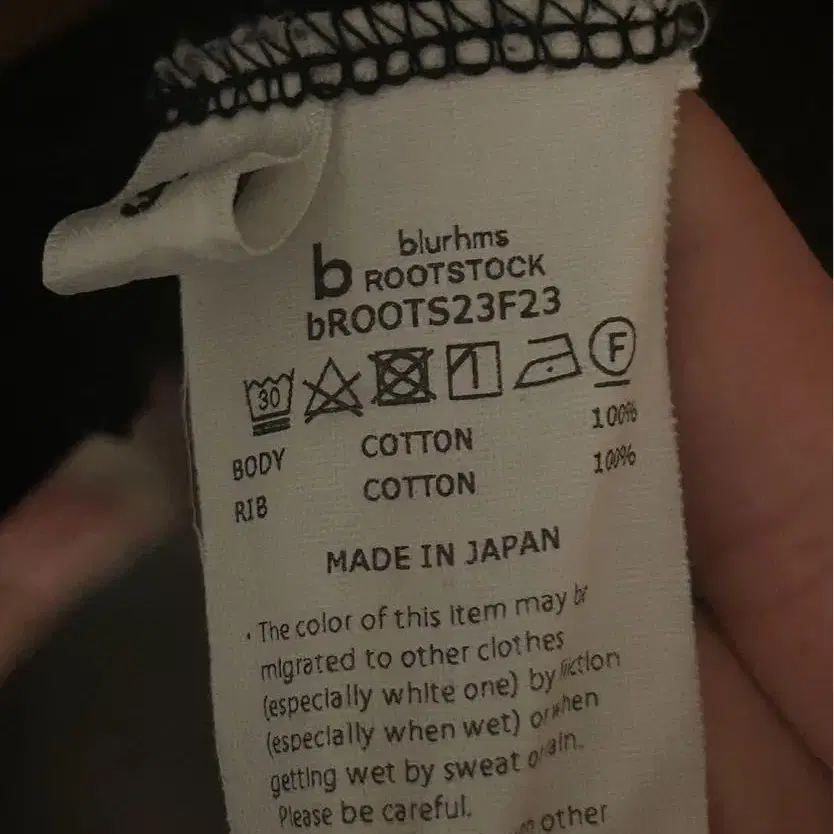 blurhms
b ROOTSTOCK
bROOTS23F23
30 F
BODY COTTON 100%
RIB COTTON 100%
MADE IN JAPAN
· The color of this item may be
migrated to other clothes
(especially white one) by friction
(especially when wet) or when
getting wet by sweat or rain.
Please be careful.
other